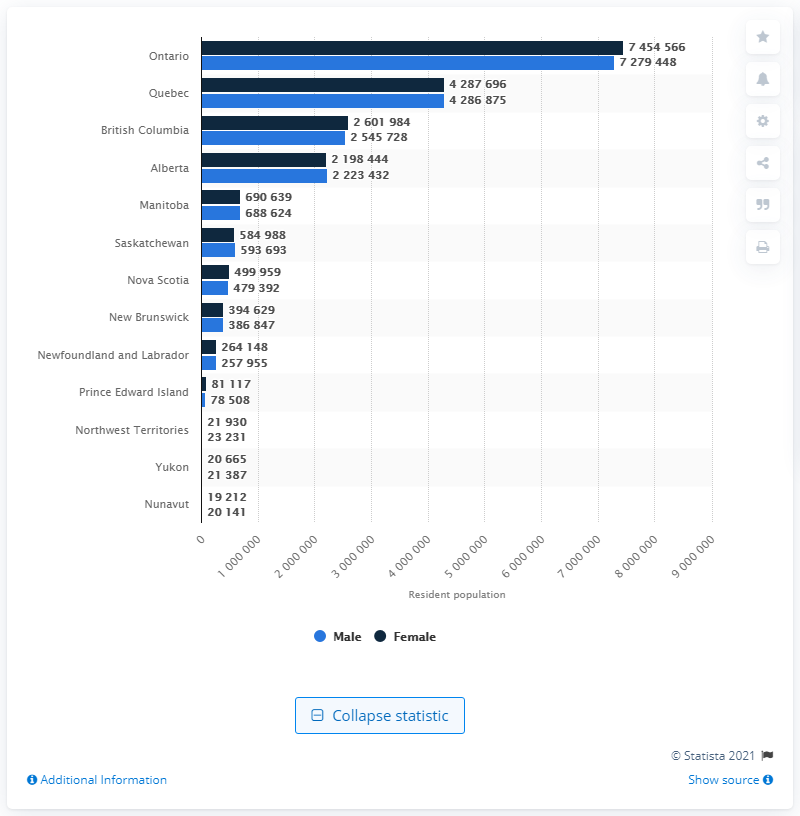 Ontario
7 454 566
7 279 448
Quebec
4 287 696
4 286 875
British Columbia
2 601 984
2 545 728
Alberta
2 198 444
2 223 432
Manitoba
690 639
688 624
Saskatchewan
584 988
593 693
Nova Scotia
499 959
479 392
New Brunswick
394 629
386 847
Newfoundland and Labrador
264 148
257 955
Prince Edward Island
81 117
78 508
Northwest Territories
21 930
23 231
Yukon
20 665
21 387
Nunavut
19 212
20 141
0
1 000 000
2 000 000
3 000 000
4 000 000
5 000 000
6 000 000
7 000 000
8 000 000
9 000 000
Resident population
Male Female
Collapse statistic
© Statista 2021
Additional Information Show source